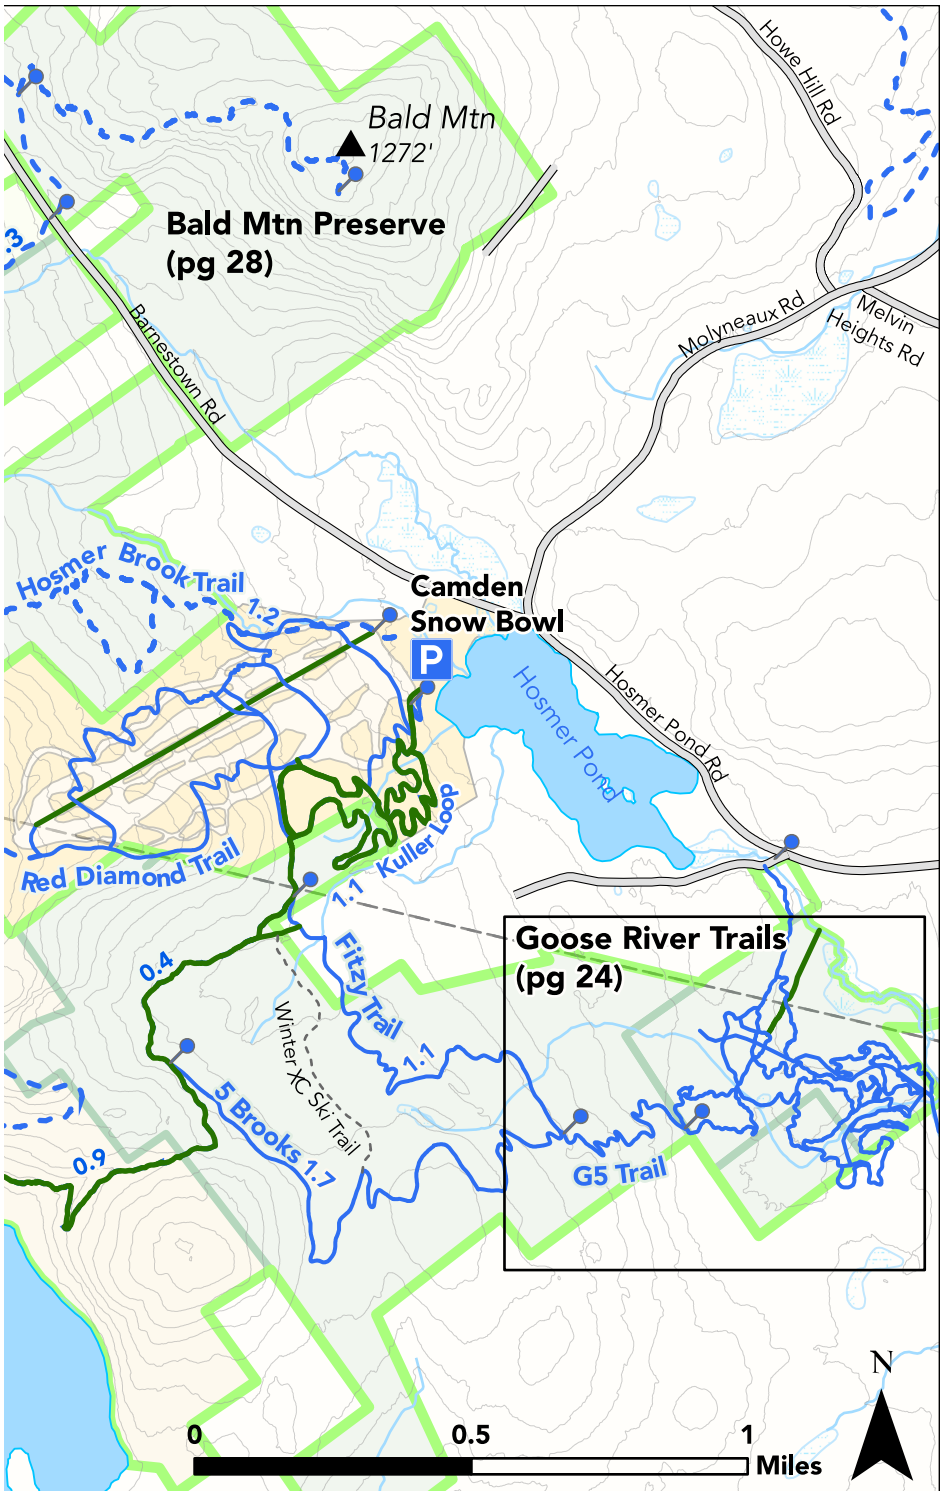 Howe Hill Rd
Bald Mtn
1272'
Bald Mtn Preserve
(pg 28)
.3
Barnestown Rd
Molyneaux Rd
Melvin
Heights Rd
Hosmer Brook Trail
1.2
Camden
Snow Bowl
P
Hosmer Pond
Hosmer Pond Rd
Red Diamond Trail
1.1 Kuller Loop
Goose River Trails
(pg 24)
0.4
Fitzy Trail
1.1
Winter XC Ski Trail
5 Brooks 1.7
0.9
G5 Trail
N
0 0.5 1
Miles